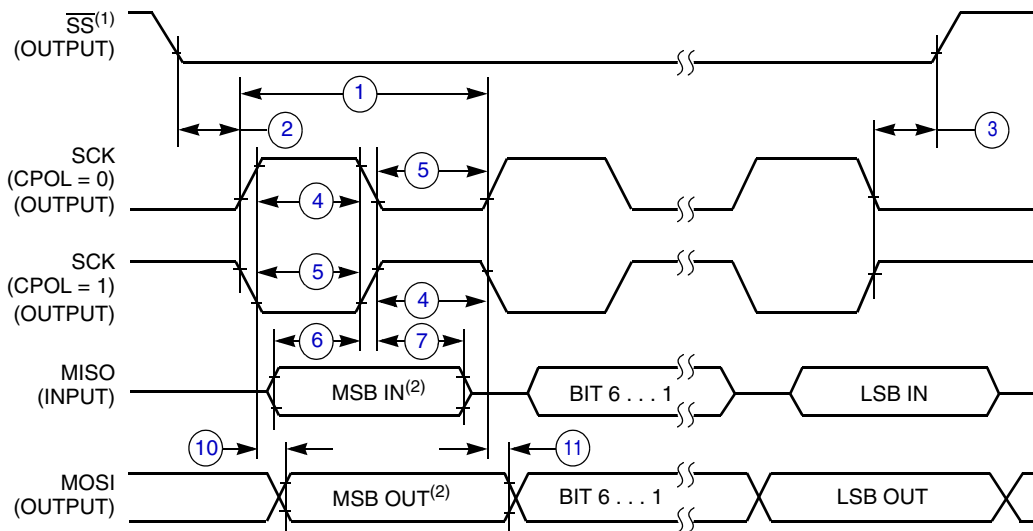 SS(1)
(OUTPUT)
1
2
3
SCK
(CPOL = 0)
(OUTPUT)
5
4
SCK
(CPOL = 1)
(OUTPUT)
5
4
6
7
MISO
(INPUT)
MSB IN(2)
BIT 6 . . . 1
LSB IN
10
11
MOSI
(OUTPUT)
MSB OUT(2)
BIT 6 . . . 1
LSB OUT